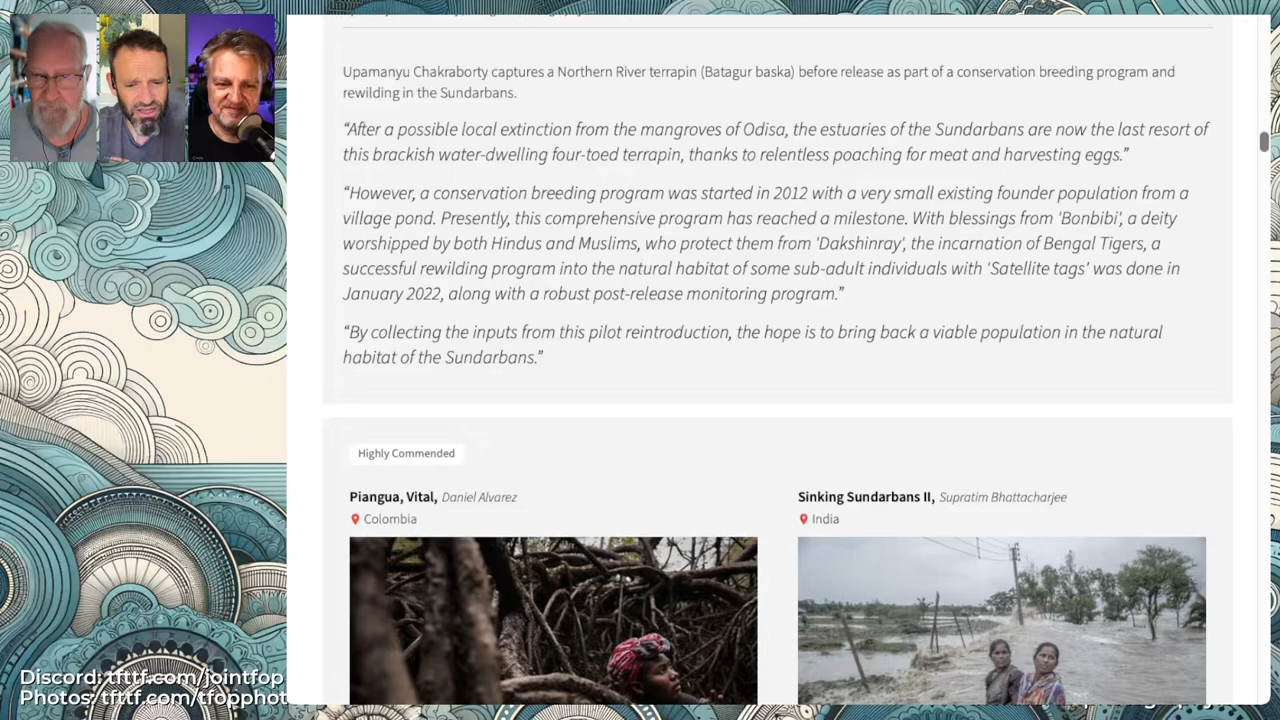 Upamanyu Chakraborty captures a Northern River terrapin (Batagur baska) before release as part of a conservation breeding program and
rewilding in the Sundarbans.
“After a possible local extinction from the mangroves of Odisa, the estuaries of the Sundarbans are now the last resort of
this brackish water-dwelling four-toed terrapin, thanks to relentless poaching for meat and harvesting eggs.”
“However, a conservation breeding program was started in 2012 with a very small existing founder population from a
village pond. Presently, this comprehensive program has reached a milestone. With blessings from 'Bonbibi', a deity
worshipped by both Hindus and Muslims, who protect them from 'Dakshinray', the incarnation of Bengal Tigers, a
successful rewilding program into the natural habitat of some sub-adult individuals with 'Satellite tags' was done in
January 2022, along with a robust post-release monitoring program.”
“By collecting the inputs from this pilot reintroduction, the hope is to bring back a viable population in the natural
habitat of the Sundarbans.”
Highly Commended
Piangua, Vital, Daniel Alvarez
Colombia
Sinking Sundarbans II, Supratim Bhattacharjee
India
Discord: tfttf.com/jointfop
Photos: tfttf.com/tfopphot